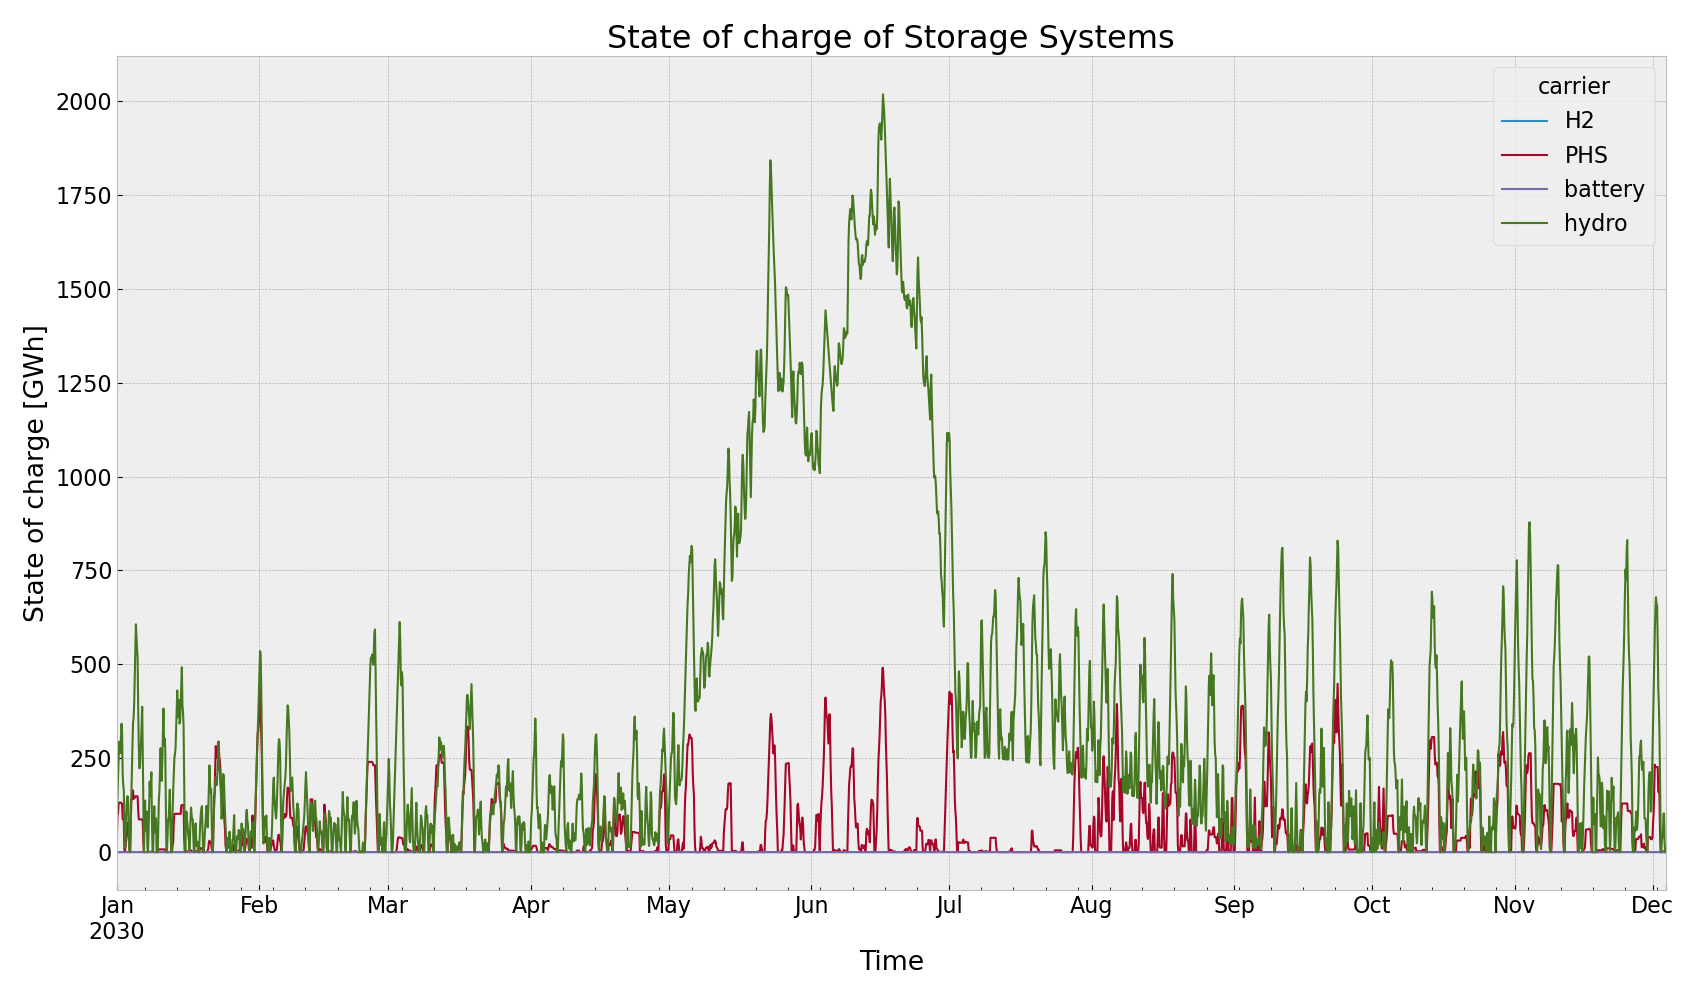 State of charge of Storage Systems
carrier
H2
PHS
battery
hydro
State of charge [GWh]
2000
1750
1500
1250
1000
750
500
250
0
Jan Feb Mar Apr May Jun Jul Aug Sep Oct Nov Dec
2030
Time